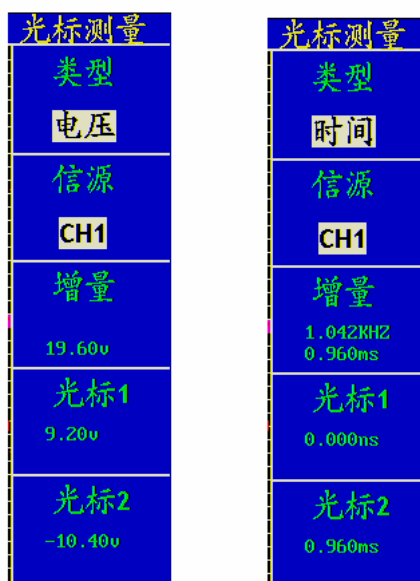 光标测量
类型
电压
信源
CH1
增量
19.60v
光标1
9.20v
光标2
-10.40v
光标测量
类型
时间
信源
CH1
增量
1.042KHZ
0.960ms
光标1
0.000ns
光标2
0.960ms